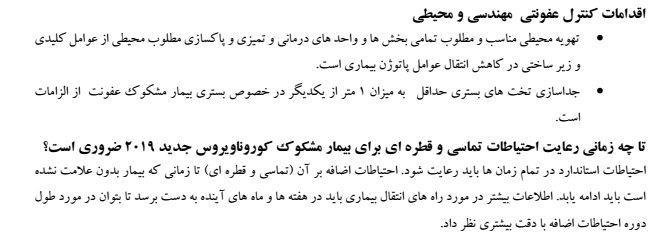 اقدامات کنترل عفونتی مهندسی و محیطی
● تهویه محیطی مناسب و مطلوب تمامی بخش ها و واحد های درمانی و تمیزی و پاکسازی مطلوب محیطی از عوامل کلیدی
و زیر ساختی در کاهش انتقال عوامل پاتوژن بیماری است.
● جداسازی تخت های بستری حداقل به میزان ۱ متر از یکدیگر در خصوص بستری بیمار مشکوک عفونت از الزامات
است.
تا چه زمانی رعایت احتیاطات تماسی و قطره ای برای بیمار مشکوک کوروناویروس جدید ۲۰۱۹ ضروری است؟
احتیاطات استاندارد در تمام زمان ها باید رعایت شود. احتیاطات اضافه بر آن (تماسی و قطره ای) تا زمانی که بیمار بدون علامت نشده
است باید ادامه یابد. اطلاعات بیشتر در مورد راه های انتقال بیماری باید در هفته ها و ماه های آینده به دست برسد تا بتوان در مورد طول
دوره احتیاطات اضافه با دقت بیشتری نظر داد.